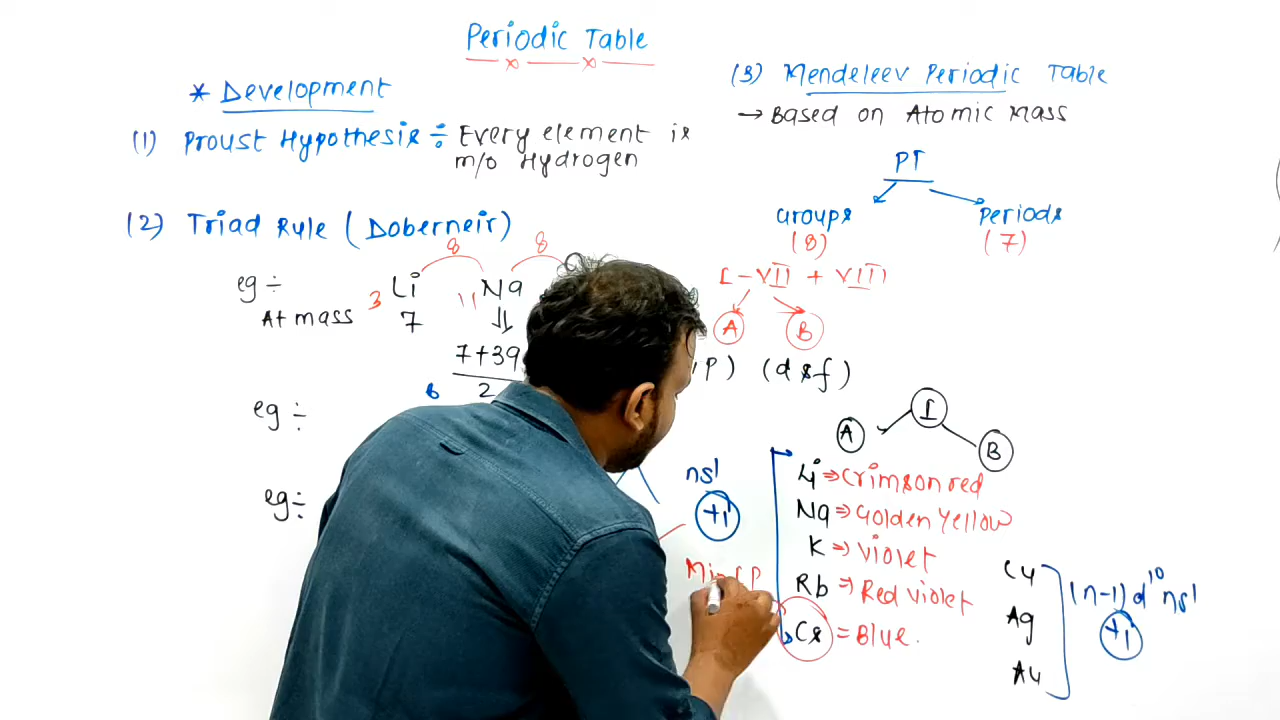 Periodic Table
* Development
(1) Proust Hypothesis ÷ Every element is
m/o Hydrogen
(2) Triad Rule (Doberneir)
8 8
eg ÷ 3 Li 11 Na
At mass 7
7+39
2
6
eg ÷
eg ÷
(3) Mendeleev Periodic Table
→ Based on Atomic Mass
PT
Groups Periods
(8) (7)
I - VII + VIII
A B
,P) (d &f)
I
A B
ns¹
+1
Li ⇒ Crimson red
Na ⇒ Golden Yellow
K ⇒ Violet
Rb ⇒ Red violet
Cs = Blue.
Cu
Ag
Au
(n-1)d¹⁰ ns¹
+1